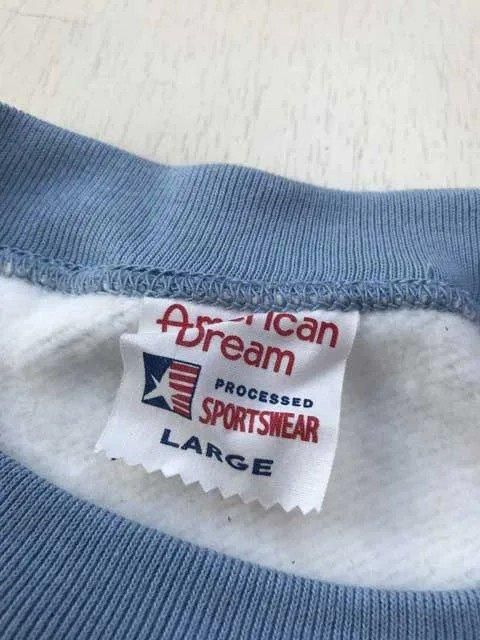 American
Dream
PROCESSED
SPORTSWEAR
LARGE